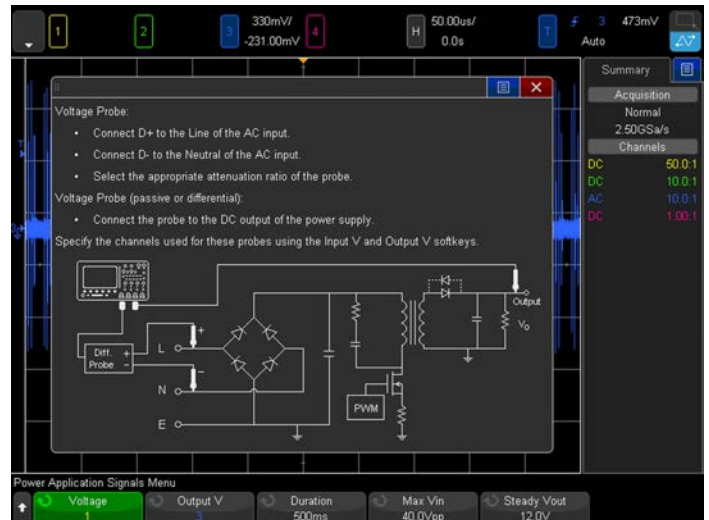 1
2
3
330mV/
-231.00mV
4
H
50.00us/
0.0s
T
3
473mV
Auto
Summary
Acquisition
Normal
2.50GSa/s
Channels
DC 50.0:1
DC 10.0:1
AC 10.0:1
DC 1.00:1
Voltage Probe:
• Connect D+ to the Line of the AC input.
• Connect D- to the Neutral of the AC input.
• Select the appropriate attenuation ratio of the probe.
Voltage Probe (passive or differential):
• Connect the probe to the DC output of the power supply.
Specify the channels used for these probes using the Input V and Output V softkeys.
Output
Vo
+
Diff. +
Probe −
L
−
N
PWM
E
Power Application Signals Menu
Voltage
1
Output V
3
Duration
500ms
Max Vin
40.0Vpp
Steady Vout
12.0V